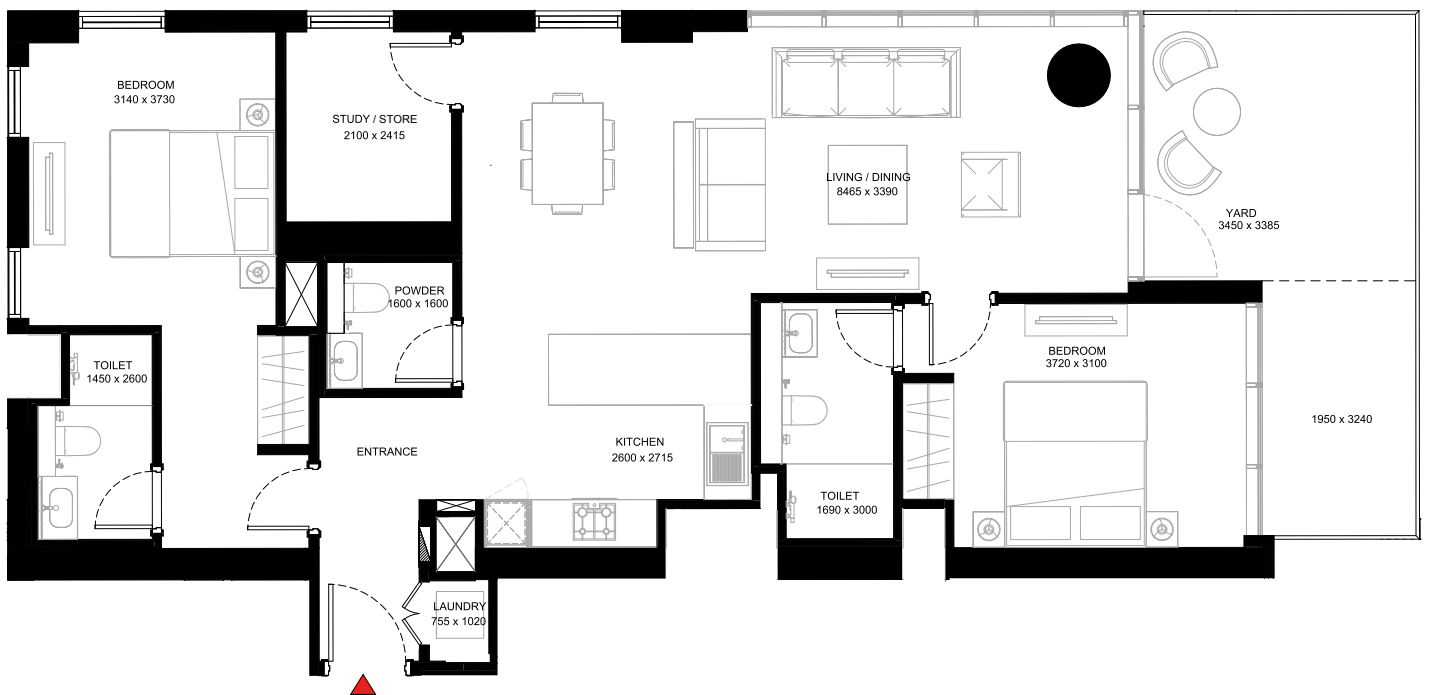 BEDROOM
3140 x 3730
STUDY / STORE
2100 x 2415
LIVING / DINING
8465 x 3390
YARD
3450 x 3385
POWDER
1600 x 1600
TOILET
1450 x 2600
BEDROOM
3720 x 3100
1950 x 3240
ENTRANCE
KITCHEN
2600 x 2715
TOILET
1690 x 3000
LAUNDRY
755 x 1020